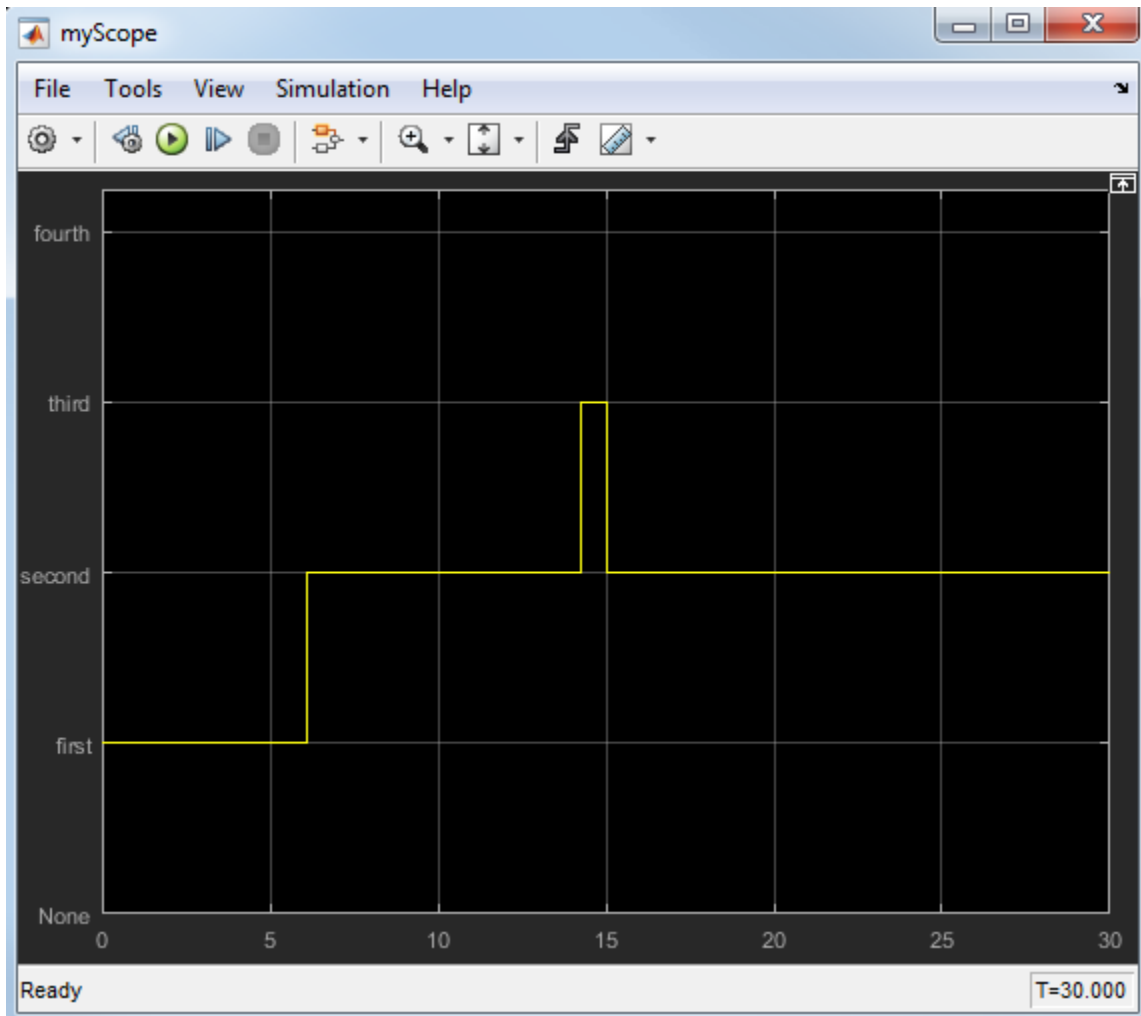 myScope
File Tools View Simulation Help
fourth
third
second
first
None
0 5 10 15 20 25 30
Ready T=30.000